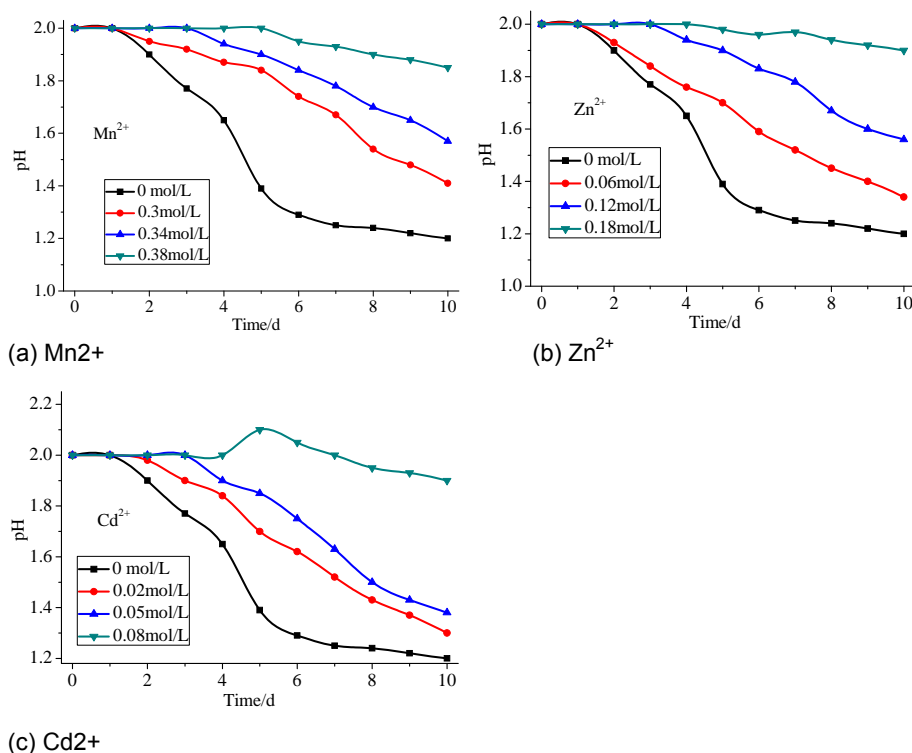 2.0
1.8
1.6
1.4
1.2
1.0
pH
Mn²⁺
0 mol/L
0.3mol/L
0.34mol/L
0.38mol/L
0 2 4 6 8 10
Time/d
(a) Mn2+
2.0
1.8
1.6
1.4
1.2
1.0
pH
Zn²⁺
0 mol/L
0.06mol/L
0.12mol/L
0.18mol/L
0 2 4 6 8 10
Time/d
(b) Zn²⁺
2.2
2.0
1.8
1.6
1.4
1.2
pH
Cd²⁺
0 mol/L
0.02mol/L
0.05mol/L
0.08mol/L
0 2 4 6 8 10
Time/d
(c) Cd2+